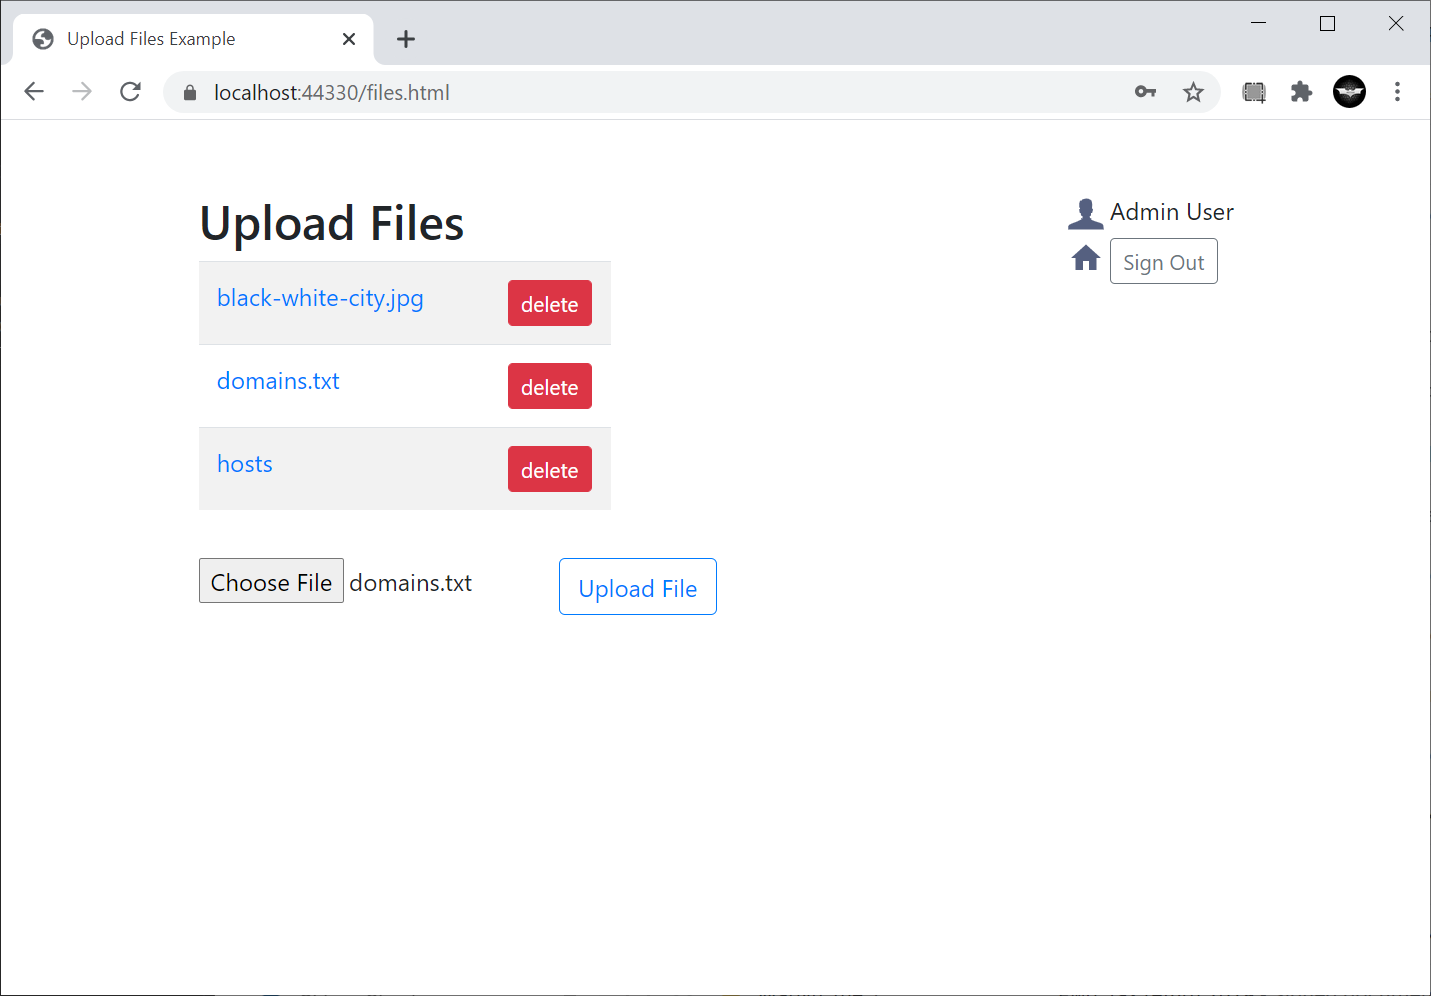 Upload Files Example
localhost:44330/files.html
Upload Files
Admin User
Sign Out
black-white-city.jpg delete
domains.txt delete
hosts delete
Choose File domains.txt Upload File